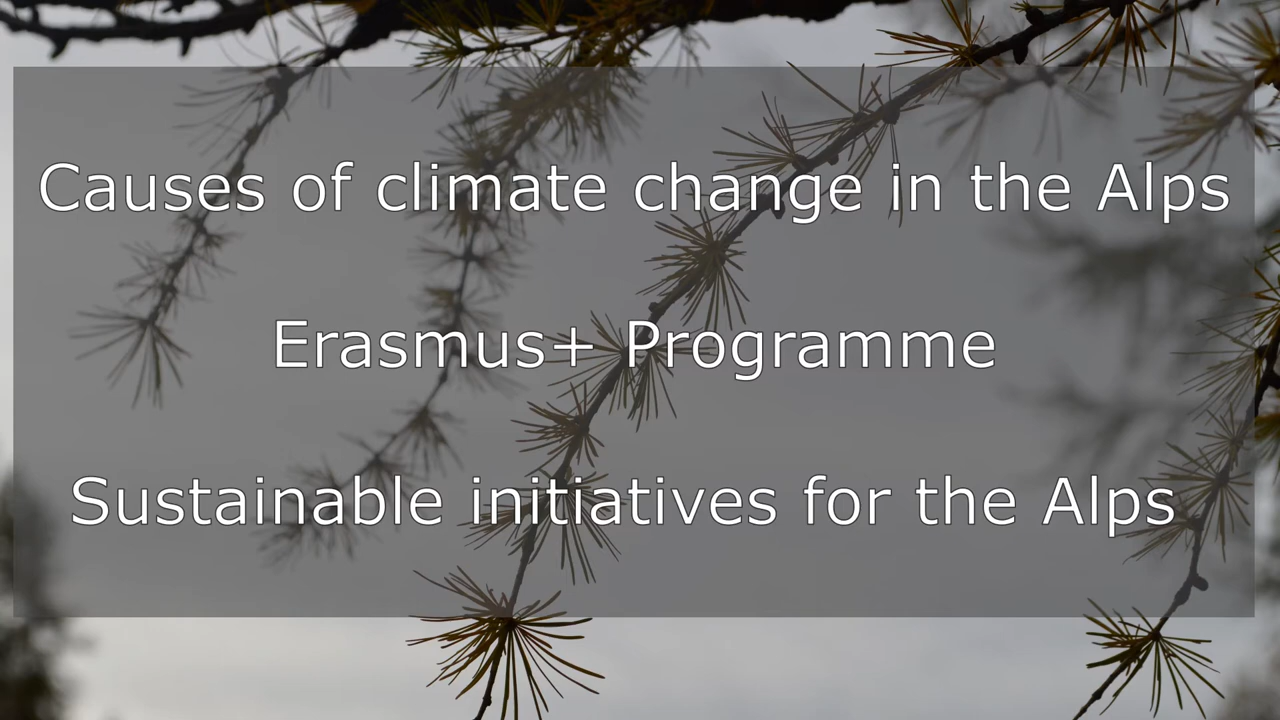 Causes of climate change in the Alps
Erasmus+ Programme
Sustainable initiatives for the Alps